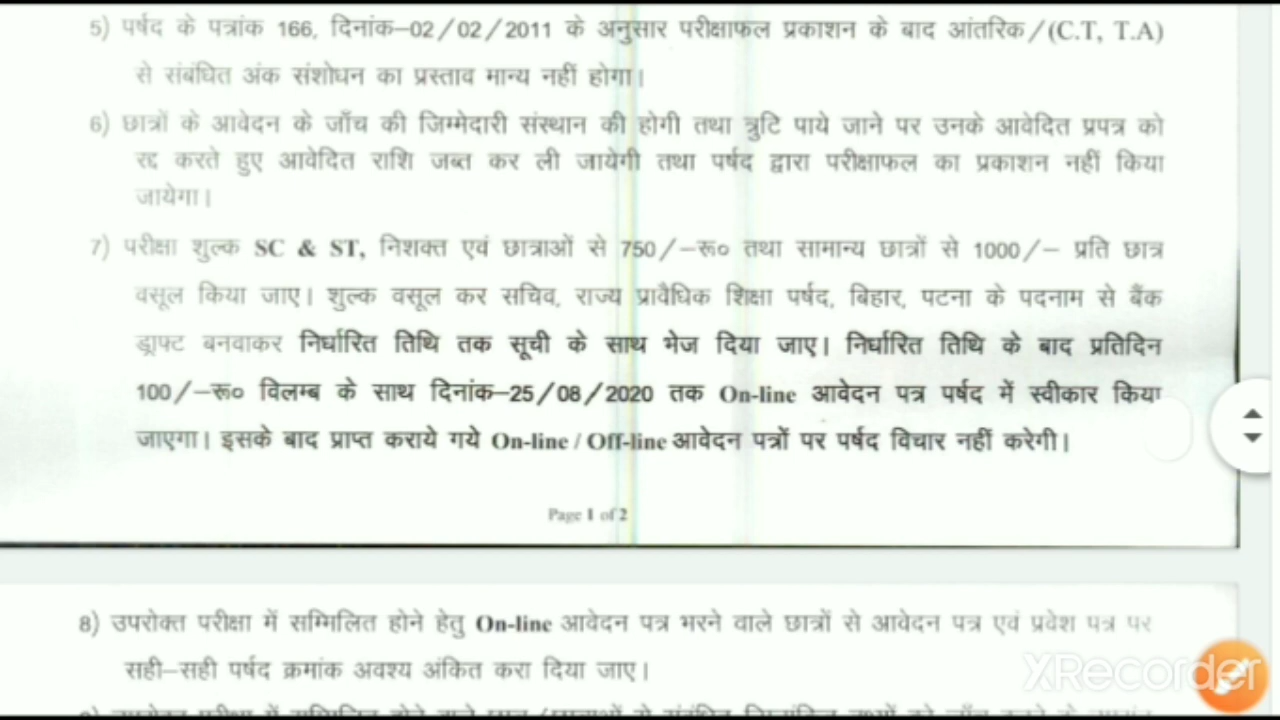 5) पर्षद के पत्रांक 166, दिनांक–02/02/2011 के अनुसार परीक्षाफल प्रकाशन के बाद आंतरिक/(C.T, T.A)
से संबंधित अंक संशोधन का प्रस्ताव मान्य नहीं होगा।
6) छात्रों के आवेदन के जाँच की जिम्मेदारी संस्थान की होगी तथा त्रुटि पाये जाने पर उनके आवेदित प्रपत्र को
रद्द करते हुए आवेदित राशि जब्त कर ली जायेगी तथा पर्षद द्वारा परीक्षाफल का प्रकाशन नहीं किया
जायेगा।
7) परीक्षा शुल्क SC & ST, निशक्त एवं छात्राओं से 750/–रू० तथा सामान्य छात्रों से 1000/– प्रति छात्र
वसूल किया जाए। शुल्क वसूल कर सचिव, राज्य प्रावैधिक शिक्षा पर्षद, बिहार, पटना के पदनाम से बैंक
ड्राफ्ट बनवाकर निर्धारित तिथि तक सूची के साथ भेज दिया जाए। निर्धारित तिथि के बाद प्रतिदिन
100/–रू० विलम्ब के साथ दिनांक–25/08/2020 तक On-line आवेदन पत्र पर्षद में स्वीकार किया
जाएगा। इसके बाद प्राप्त कराये गये On-line / Off-line आवेदन पत्रों पर पर्षद विचार नहीं करेगी।
Page 1 of 2
8) उपरोक्त परीक्षा में सम्मिलित होने हेतु On-line आवेदन पत्र भरने वाले छात्रों से आवेदन पत्र एवं प्रवेश पत्र पर
सही–सही पर्षद क्रमांक अवश्य अंकित करा दिया जाए।
XRecorder